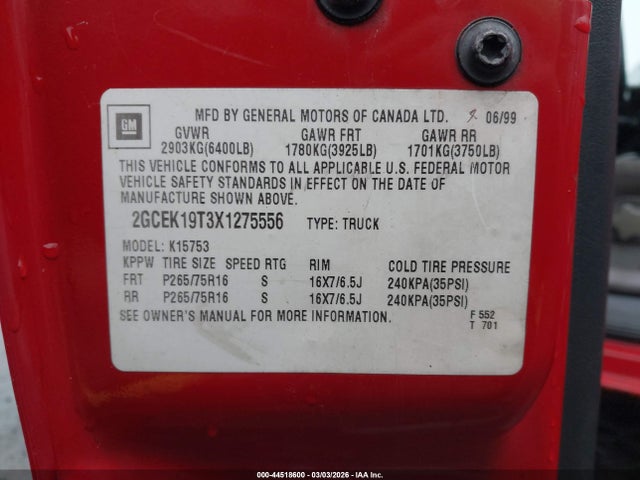 GM
MFD BY GENERAL MOTORS OF CANADA LTD. 06/99
GVWR GAWR FRT GAWR RR
2903KG(6400LB) 1780KG(3925LB) 1701KG(3750LB)
THIS VEHICLE CONFORMS TO ALL APPLICABLE U.S. FEDERAL MOTOR
VEHICLE SAFETY STANDARDS IN EFFECT ON THE DATE OF
MANUFACTURE SHOWN ABOVE.
2GCEK19T3X1275556 TYPE: TRUCK
MODEL: K15753
KPPW TIRE SIZE SPEED RTG RIM COLD TIRE PRESSURE
FRT P265/75R16 S 16X7/6.5J 240KPA(35PSI)
RR P265/75R16 S 16X7/6.5J 240KPA(35PSI)
SEE OWNER'S MANUAL FOR MORE INFORMATION.
F 552
T 701
000-44518600 - 03/03/2026 - IAA Inc.